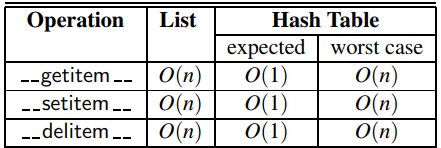 Operation List Hash Table
expected worst case
__getitem__ O(n) O(1) O(n)
__setitem__ O(n) O(1) O(n)
__delitem__ O(n) O(1) O(n)